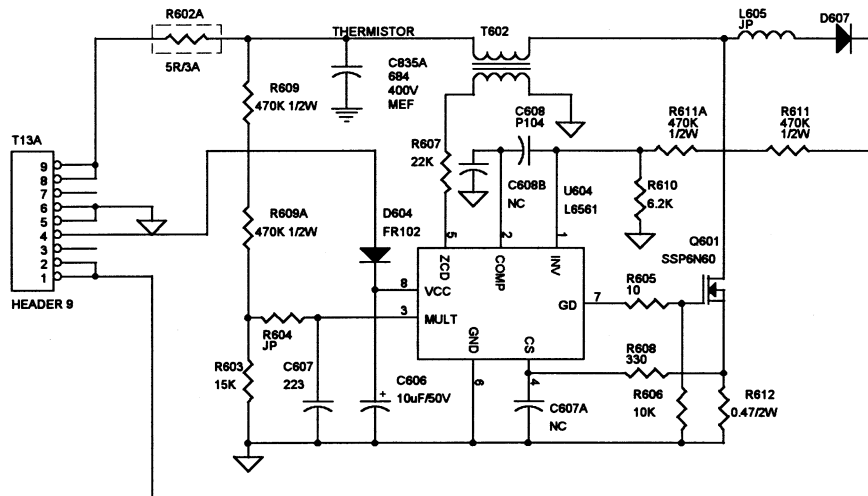 R602A
5R/3A
THERMISTOR
T602
L605
JP
D607
C835A
684
400V
MEF
R609
470K 1/2W
C608
P104
R611A
470K
1/2W
R611
470K
1/2W
T13A
9
8
7
6
5
4
3
2
1
HEADER 9
R607
22K
C608B
NC
U604
L6561
R610
6.2K
R609A
470K 1/2W
D604
FR102
Q601
SSP6N60
5
2
1
ZCD
COMP
INV
8
VCC
3
MULT
GD
7
GND
CS
6
4
R605
10
R604
JP
R603
15K
C607
223
C606
+
10uF/50V
R608
330
C607A
NC
R606
10K
R612
0.47/2W